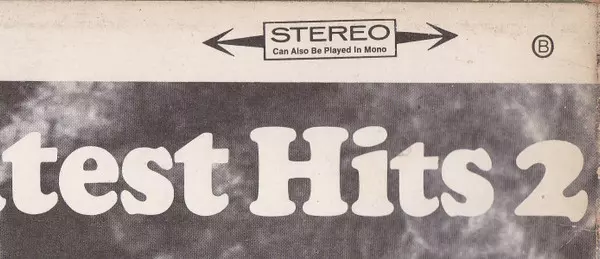 STEREO
Can Also Be Played In Mono
B
test Hits 2